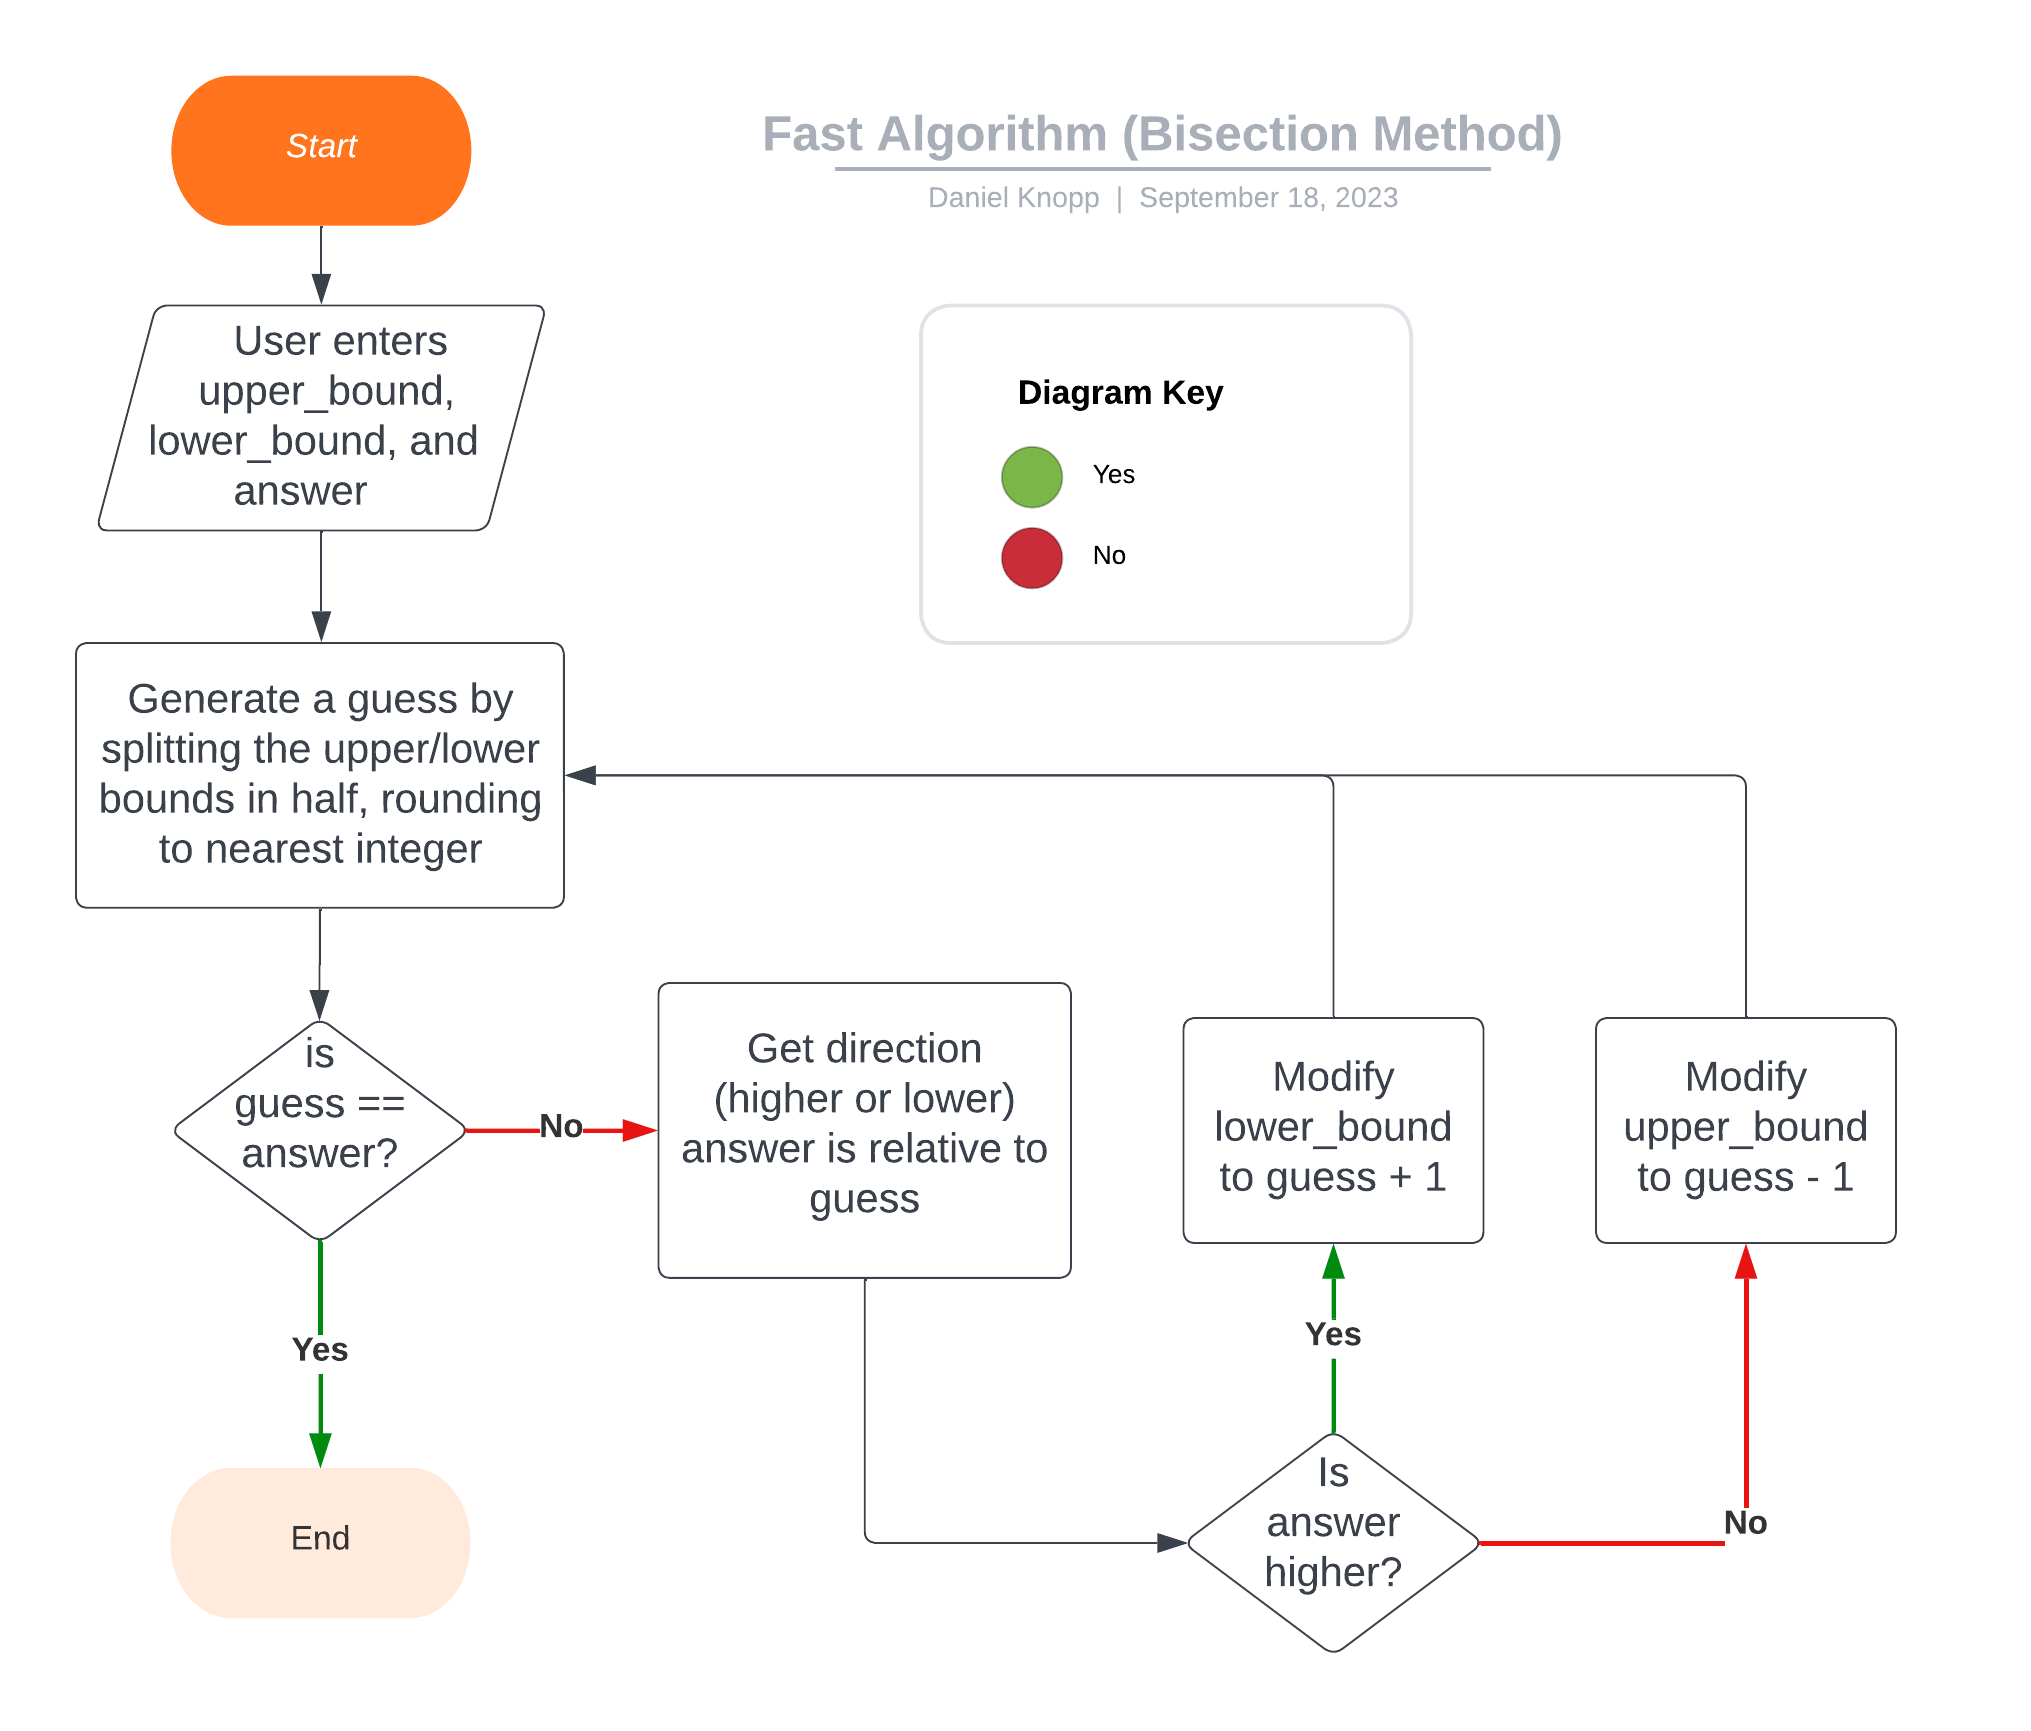 Start
Fast Algorithm (Bisection Method)
Daniel Knopp | September 18, 2023
User enters
upper_bound,
lower_bound, and
answer
Diagram Key
Yes
No
Generate a guess by
splitting the upper/lower
bounds in half, rounding
to nearest integer
is
guess ==
answer?
No
Get direction
(higher or lower)
answer is relative to
guess
Modify
lower_bound
to guess + 1
Modify
upper_bound
to guess - 1
Yes
Yes
End
Is
answer
higher?
No